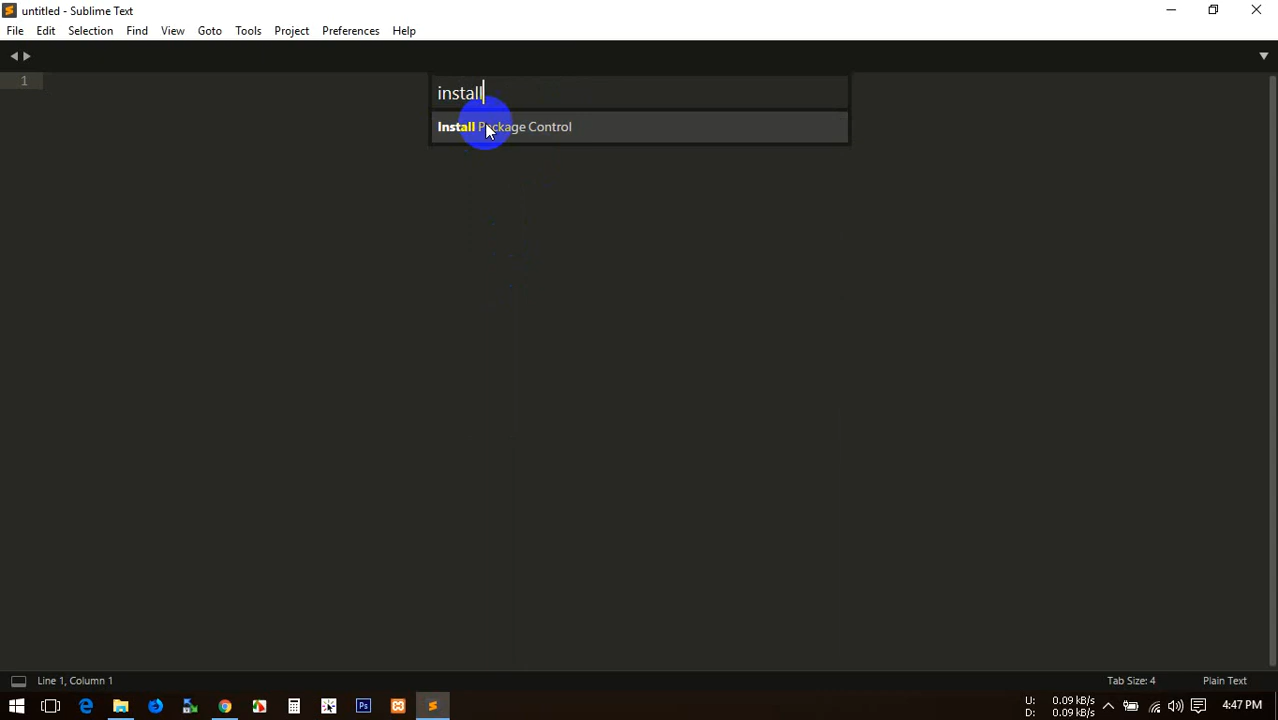 untitled - Sublime Text
File Edit Selection Find View Goto Tools Project Preferences Help
1
install
Install Package Control
Line 1, Column 1 Tab Size: 4 Plain Text
U: 0.09 kB/s
D: 0.09 kB/s
4:47 PM